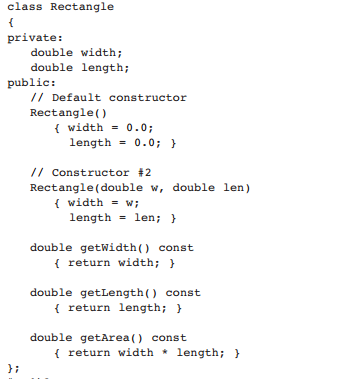 class Rectangle
{
private:
double width;
double length;
public:
// Default constructor
Rectangle()
{ width = 0.0;
length = 0.0; }
// Constructor #2
Rectangle(double w, double len)
{ width = w;
length = len; }
double getWidth() const
{ return width; }
double getLength() const
{ return length; }
double getArea() const
{ return width * length; }
};